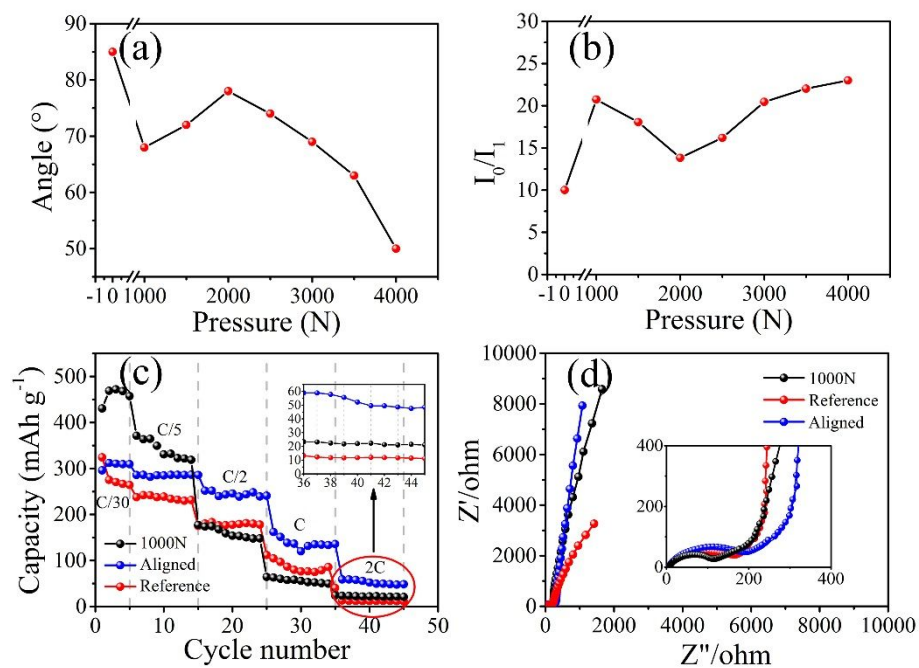 (a)
Angle (°)
90
80
70
60
50
-1 0 1000 2000 3000 4000
Pressure (N)
(b)
I0/I1
30
25
20
15
10
5
0
-1 0 1000 2000 3000 4000
Pressure (N)
(c)
Capacity (mAh g⁻¹)
500
400
300
200
100
0
C/30
C/5
C/2
C
2C
60
50
40
30
20
10
0
36 38 40 42 44
1000N
Aligned
Reference
0 10 20 30 40 50
Cycle number
(d)
Z'/ohm
10000
8000
6000
4000
2000
0
1000N
Reference
Aligned
400
200
0
0 200 400
0 2000 4000 6000 8000 10000
Z"/ohm